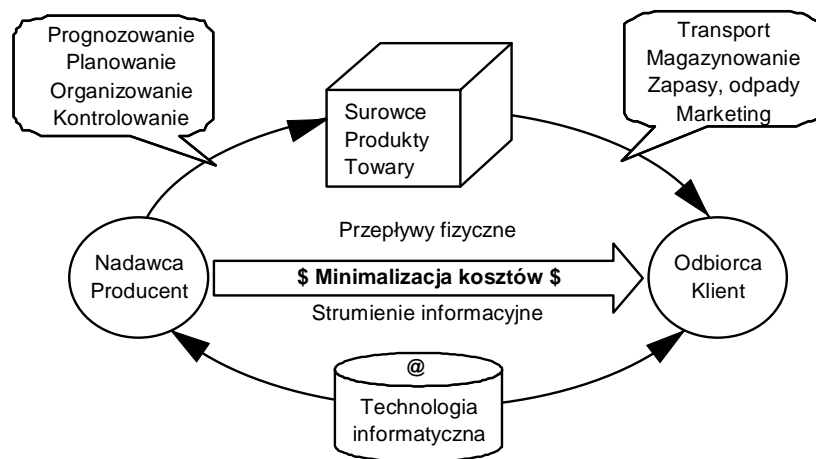 Prognozowanie
Planowanie
Organizowanie
Kontrolowanie
Transport
Magazynowanie
Zapasy, odpady
Marketing
Surowce
Produkty
Towary
Przepływy fizyczne
Nadawca
Producent
$ Minimalizacja kosztów $
Odbiorca
Klient
Strumienie informacyjne
@
Technologia
informatyczna